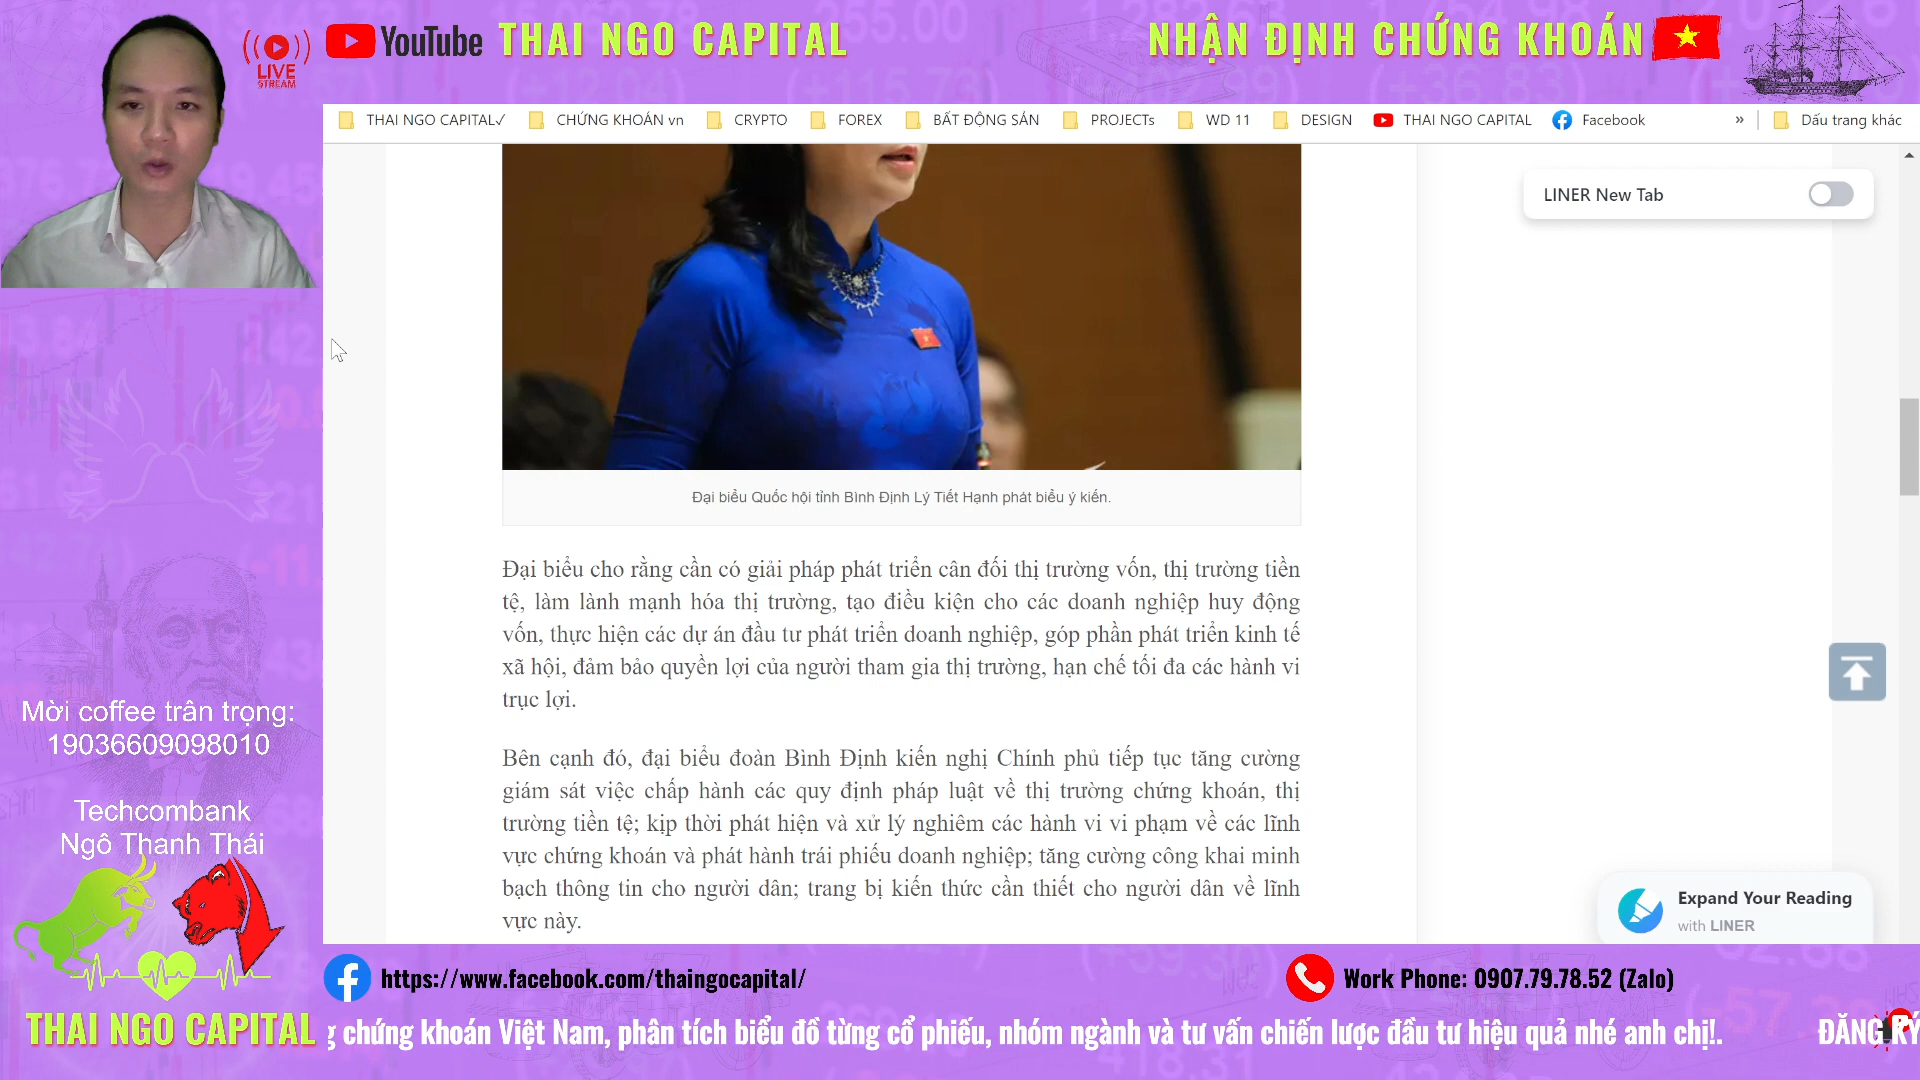 LIVE
STREAM
YouTube THAI NGO CAPITAL
NHẬN ĐỊNH CHỨNG KHOÁN
THAI NGO CAPITAL✓ CHỨNG KHOÁN vn CRYPTO FOREX BẤT ĐỘNG SẢN PROJECTs WD 11 DESIGN THAI NGO CAPITAL Facebook » Dấu trang khác
LINER New Tab
Đại biểu Quốc hội tỉnh Bình Định Lý Tiết Hạnh phát biểu ý kiến.
Đại biểu cho rằng cần có giải pháp phát triển cân đối thị trường vốn, thị trường tiền
tệ, làm lành mạnh hóa thị trường, tạo điều kiện cho các doanh nghiệp huy động
vốn, thực hiện các dự án đầu tư phát triển doanh nghiệp, góp phần phát triển kinh tế
xã hội, đảm bảo quyền lợi của người tham gia thị trường, hạn chế tối đa các hành vi
trục lợi.
Bên cạnh đó, đại biểu đoàn Bình Định kiến nghị Chính phủ tiếp tục tăng cường
giám sát việc chấp hành các quy định pháp luật về thị trường chứng khoán, thị
trường tiền tệ; kịp thời phát hiện và xử lý nghiêm các hành vi vi phạm về các lĩnh
vực chứng khoán và phát hành trái phiếu doanh nghiệp; tăng cường công khai minh
bạch thông tin cho người dân; trang bị kiến thức cần thiết cho người dân về lĩnh
vực này.
Expand Your Reading
with LINER
Mời coffee trân trọng:
19036609098010
Techcombank
Ngô Thanh Thái
THAI NGO CAPITAL
https://www.facebook.com/thaingocapital/
Work Phone: 0907.79.78.52 (Zalo)
g chứng khoán Việt Nam, phân tích biểu đồ từng cổ phiếu, nhóm ngành và tư vấn chiến lược đầu tư hiệu quả nhé anh chị!. ĐĂNG KÝ